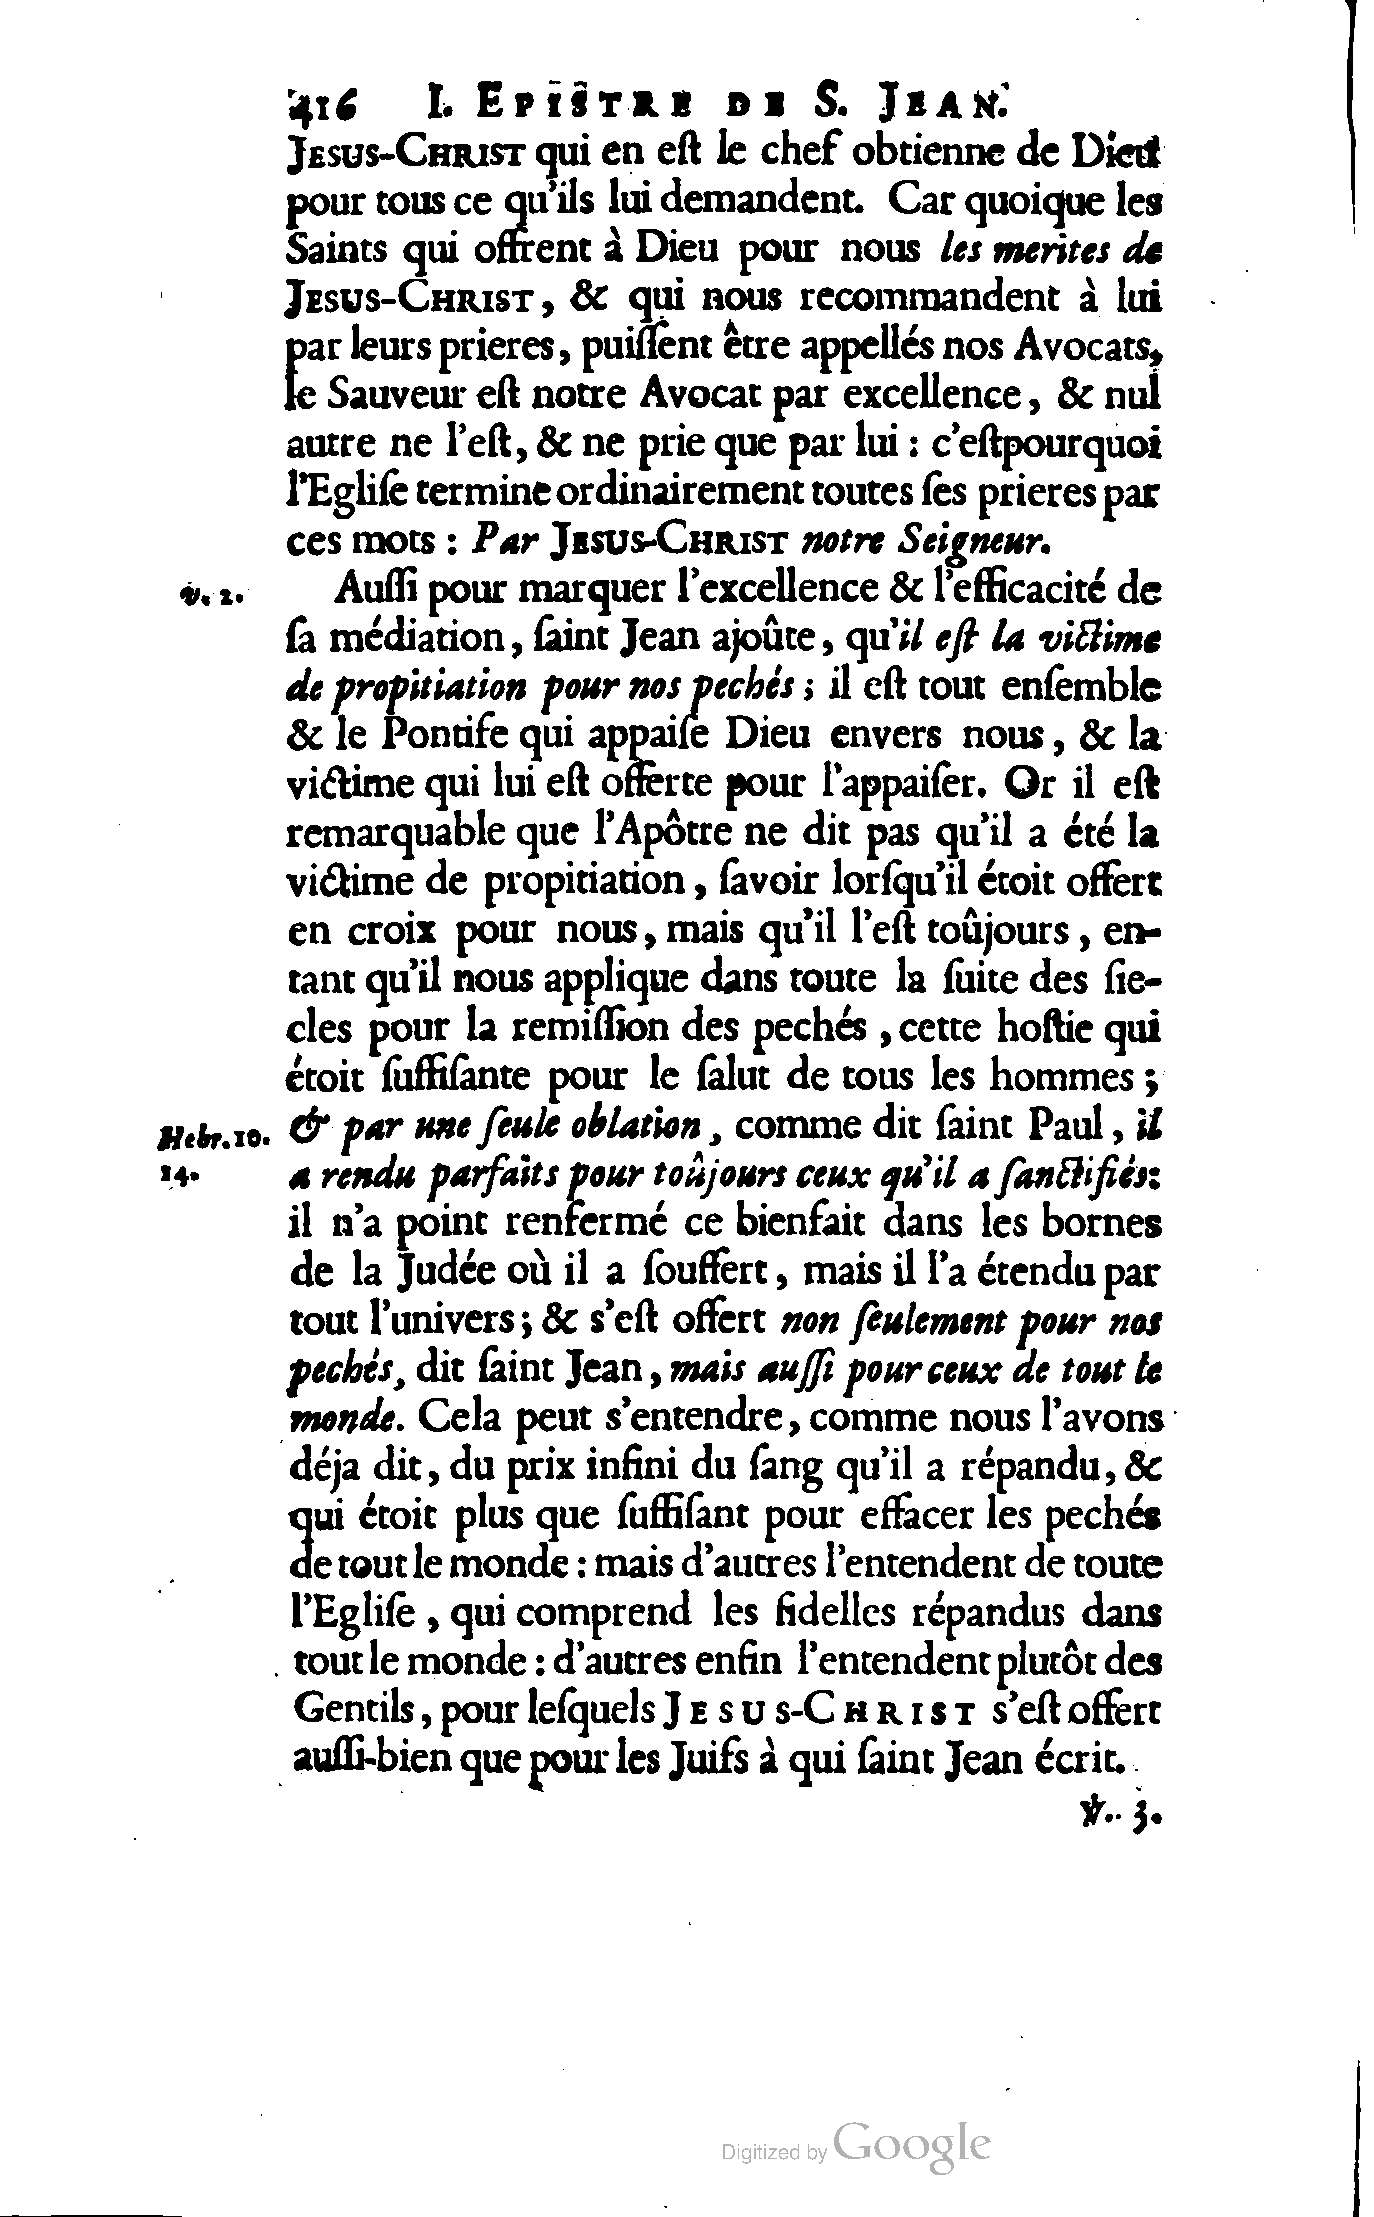 416 I. EPISTRE DE S. JEAN.
JESUS-CHRIST qui en eſt le chef obtienne de Dieu
pour tous ce qu'ils lui demandent. Car quoique les
Saints qui offrent à Dieu pour nous les merites de
JESUS-CHRIST, & qui nous recommandent à lui
par leurs prieres, puiſſent être appellés nos Avocats,
le Sauveur eſt notre Avocat par excellence, & nul
autre ne l'eſt, & ne prie que par lui : c'eſtpourquoi
l'Egliſe termine ordinairement toutes ſes prieres par
ces mots : Par JESUS-CHRIST notre Seigneur.
v. 2. Auſſi pour marquer l'excellence & l'efficacité de
ſa médiation, ſaint Jean ajoûte, qu'il eſt la victime
de propitiation pour nos pechés ; il eſt tout enſemble
& le Pontife qui appaiſe Dieu envers nous, & la
victime qui lui eſt offerte pour l'appaiſer. Or il eſt
remarquable que l'Apôtre ne dit pas qu'il a été la
victime de propitiation, ſavoir lorſqu'il étoit offert
en croix pour nous, mais qu'il l'eſt toûjours, en-
tant qu'il nous applique dans toute la ſuite des ſie-
cles pour la remiſſion des pechés, cette hoſtie qui
étoit ſuffiſante pour le ſalut de tous les hommes ;
Hebr. 10. & par une ſeule oblation, comme dit ſaint Paul, il
14. a rendu parfaits pour toûjours ceux qu'il a ſanctifiés:
il n'a point renfermé ce bienfait dans les bornes
de la Judée où il a ſouffert, mais il l'a étendu par
tout l'univers; & s'eſt offert non ſeulement pour nos
pechés, dit ſaint Jean, mais auſſi pour ceux de tout le
monde. Cela peut s'entendre, comme nous l'avons
déja dit, du prix infini du ſang qu'il a répandu, &
qui étoit plus que ſuffiſant pour effacer les pechés
de tout le monde : mais d'autres l'entendent de toute
l'Egliſe, qui comprend les fidelles répandus dans
tout le monde : d'autres enfin l'entendent plutôt des
Gentils, pour leſquels JESUS-CHRIST s'eſt offert
auſſi-bien que pour les Juifs à qui ſaint Jean écrit.
℣. 3.
Digitized by Google